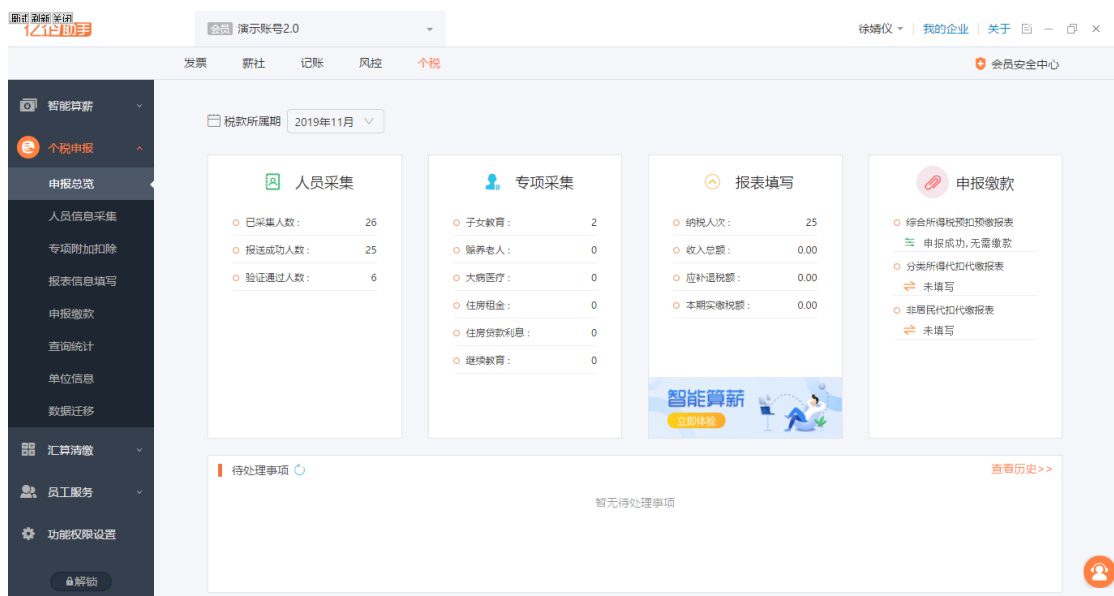 调试 刷新 关闭
亿企助手
会员 演示账号2.0
徐婧仪 我的企业 关于
发票 薪社 记账 风控 个税
会员安全中心
智能算薪
个税申报
申报总览
人员信息采集
专项附加扣除
报表信息填写
申报缴款
查询统计
单位信息
数据迁移
汇算清缴
员工服务
功能权限设置
解锁
税款所属期 2019年11月
人员采集
已采集人数： 26
报送成功人数： 25
验证通过人数： 6
专项采集
子女教育： 2
赡养老人： 0
大病医疗： 0
住房租金： 0
住房贷款利息： 0
继续教育： 0
报表填写
纳税人次： 25
收入总额： 0.00
应补退税额： 0.00
本期实缴税额： 0.00
智能算薪
立即体验
申报缴款
综合所得税预扣预缴报表
申报成功,无需缴款
分类所得代扣代缴报表
未填写
非居民代扣代缴报表
未填写
待处理事项
查看历史>>
暂无待处理事项